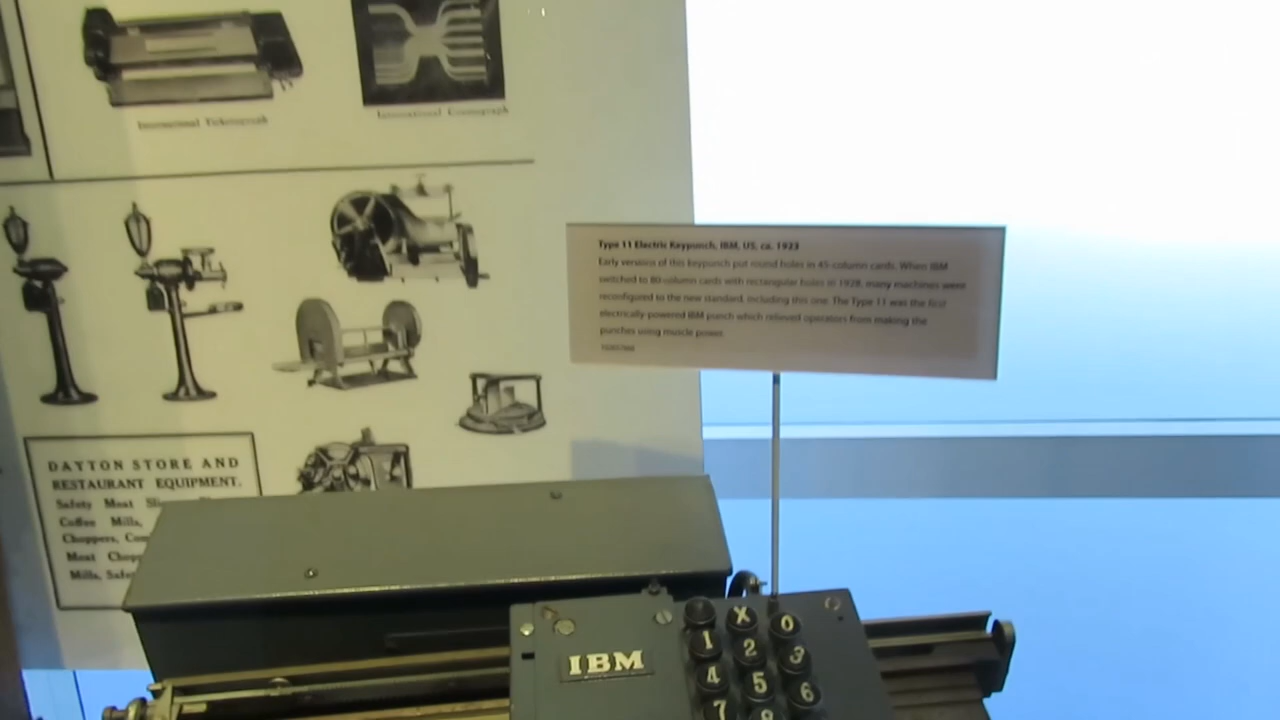 International Ticketograph
International
Type 11 Electric Keypunch, IBM, US, ca. 1923
Early versions of this keypunch put round holes in 45-column cards. When IBM
switched to 80-column cards with rectangular holes in 1928, many machines were
reconfigured to the new standard, including this one. The Type 11 was the first
electrically-powered IBM punch which relieved operators from making the
punches using muscle power.
DAYTON STORE AND
RESTAURANT EQUIPMENT.
Safety Meat
Coffee Mills,
Choppers,
Meat
Mills,
X 0
1 2 3
IBM
4 5 6
7 8